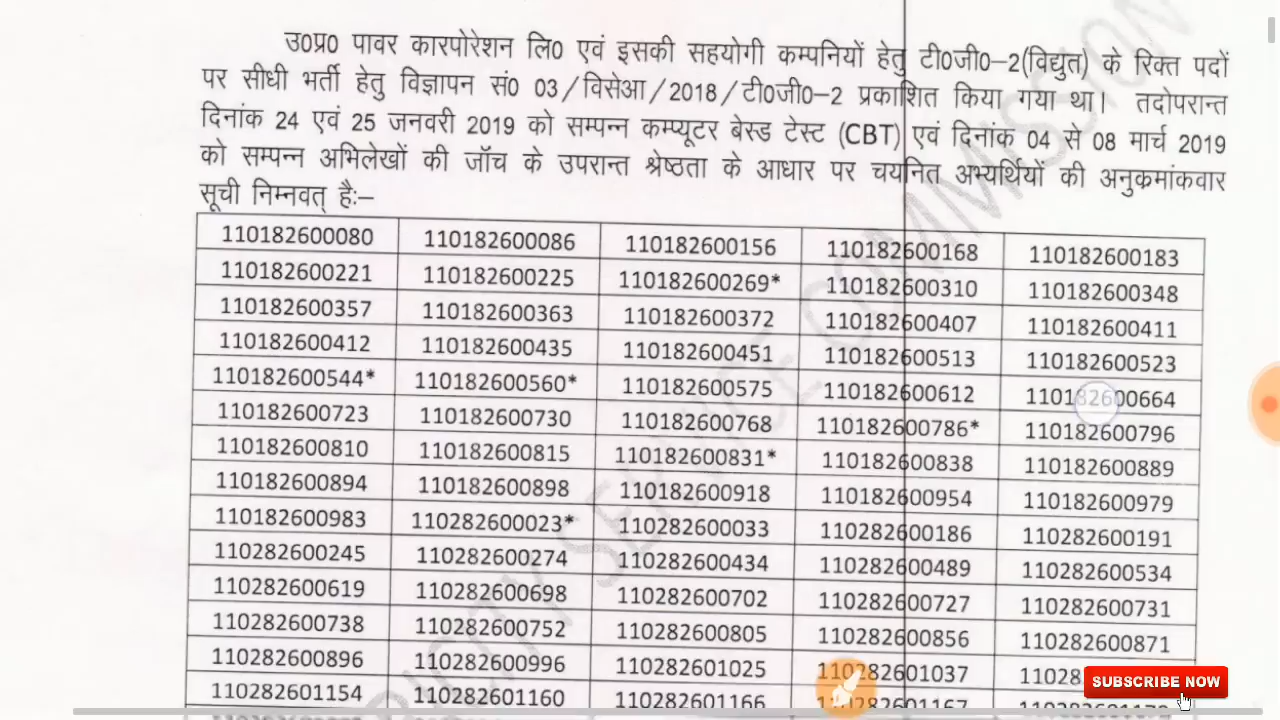 उ0प्र0 पावर कारपोरेशन लि0 एवं इसकी सहयोगी कम्पनियों हेतु टी0जी0-2(विद्युत) के रिक्त पदों
पर सीधी भर्ती हेतु विज्ञापन सं0 03/विसेआ/2018/टी0जी0-2 प्रकाशित किया गया था। तदोपरान्त
दिनांक 24 एवं 25 जनवरी 2019 को सम्पन्न कम्प्यूटर बेस्ड टेस्ट (CBT) एवं दिनांक 04 से 08 मार्च 2019
को सम्पन्न अभिलेखों की जॉच के उपरान्त श्रेष्ठता के आधार पर चयनित अभ्यर्थियों की अनुकमांकवार
सूची निम्नवत् हैः-
110182600080 110182600086 110182600156 110182600168 110182600183
110182600221 110182600225 110182600269* 110182600310 110182600348
110182600357 110182600363 110182600372 110182600407 110182600411
110182600412 110182600435 110182600451 110182600513 110182600523
110182600544* 110182600560* 110182600575 110182600612 110182600664
110182600723 110182600730 110182600768 110182600786* 110182600796
110182600810 110182600815 110182600831* 110182600838 110182600889
110182600894 110182600898 110182600918 110182600954 110182600979
110182600983 110282600023* 110282600033 110282600186 110282600191
110282600245 110282600274 110282600434 110282600489 110282600534
110282600619 110282600698 110282600702 110282600727 110282600731
110282600738 110282600752 110282600805 110282600856 110282600871
110282600896 110282600996 110282601025 110282601037
110282601154 110282601160 110282601166
SUBSCRIBE NOW
SERVICE COMMISSION